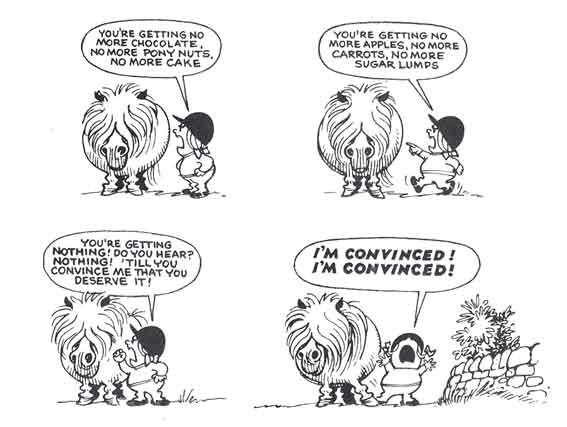 YOU'RE GETTING NO
MORE CHOCOLATE,
NO MORE PONY NUTS,
NO MORE CAKE
YOU'RE GETTING NO
MORE APPLES, NO MORE
CARROTS, NO MORE
SUGAR LUMPS
YOU'RE GETTING
NOTHING! DO YOU HEAR?
NOTHING! 'TILL YOU
CONVINCE ME THAT YOU
DESERVE IT!
I'M CONVINCED!
I'M CONVINCED!